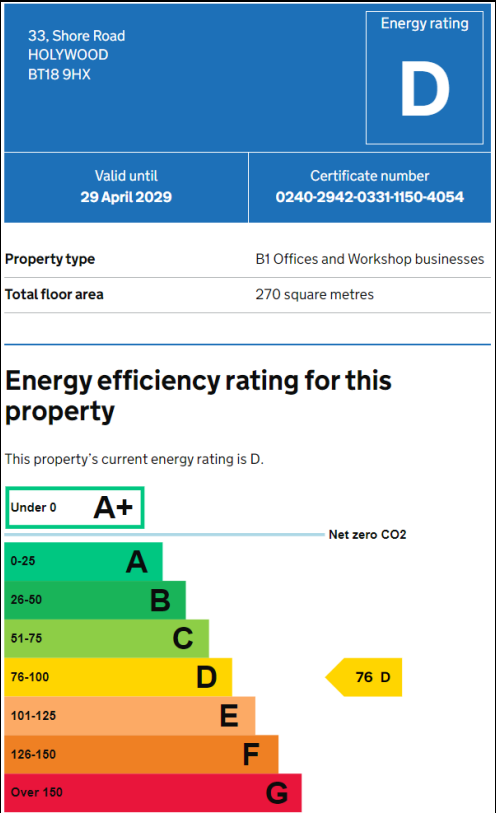 33, Shore Road
HOLYWOOD
BT18 9HX
Energy rating
D
Valid until
29 April 2029
Certificate number
0240-2942-0331-1150-4054
Property type
B1 Offices and Workshop businesses
Total floor area
270 square metres
Energy efficiency rating for this
property
This property's current energy rating is D.
Under 0 A+
Net zero CO2
0-25 A
26-50 B
51-75 C
76-100 D
76 D
101-125 E
126-150 F
Over 150 G